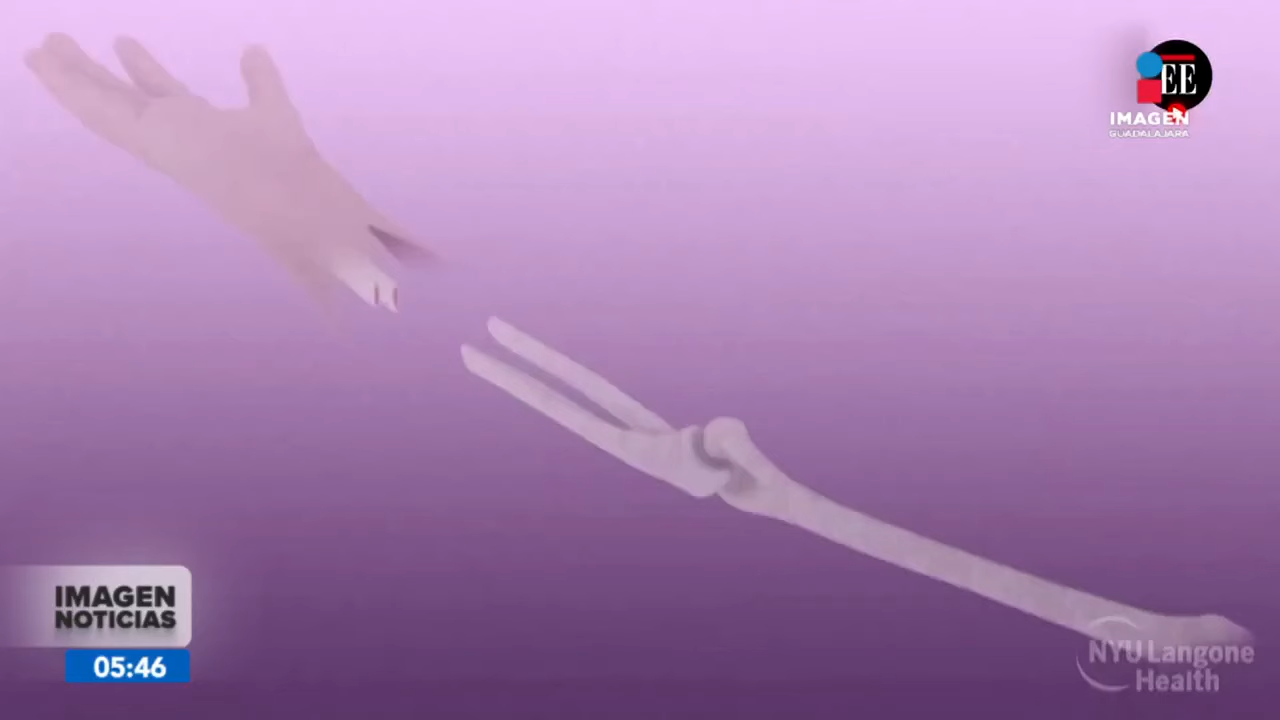 EE
IMAGEN
GUADALAJARA
IMAGEN
NOTICIAS
05:46
NYU Langone
Health